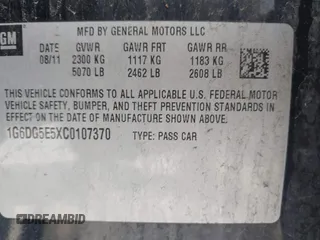 GM
MFD BY GENERAL MOTORS LLC
DATE GVWR GAWR FRT GAWR RR
08/11 2300 KG 1117 KG 1183 KG
5070 LB 2462 LB 2608 LB
THIS VEHICLE CONFORMS TO ALL APPLICABLE U.S. FEDERAL MOTOR
VEHICLE SAFETY, BUMPER, AND THEFT PREVENTION STANDARDS IN
EFFECT ON THE DATE OF MANUFACTURE SHOWN ABOVE.
1G6DG5E5XC0107370 TYPE: PASS CAR
DREAMBID